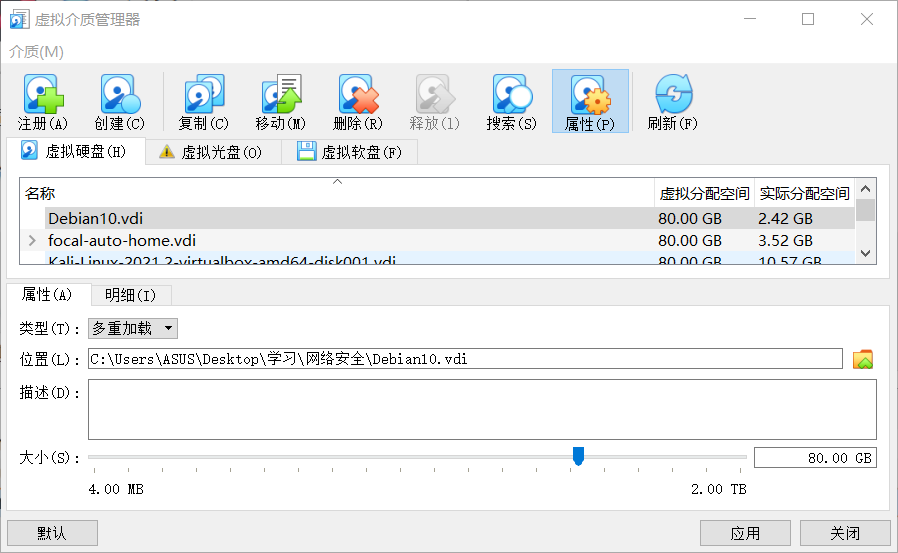 虚拟介质管理器
介质(M)
注册(A) 创建(C) 复制(C) 移动(M) 删除(R) 释放(l) 搜索(S) 属性(P) 刷新(F)
虚拟硬盘(H) 虚拟光盘(O) 虚拟软盘(F)
名称 虚拟分配空间 实际分配空间
Debian10.vdi 80.00 GB 2.42 GB
focal-auto-home.vdi 80.00 GB 3.52 GB
Kali-Linux-2021.2-virtualbox-amd64-disk001.vdi 80.00 GB 10.57 GB
属性(A) 明细(I)
类型(T): 多重加载
位置(L): C:\Users\ASUS\Desktop\学习\网络安全\Debian10.vdi
描述(D):
大小(S): 80.00 GB
4.00 MB 2.00 TB
默认 应用 关闭